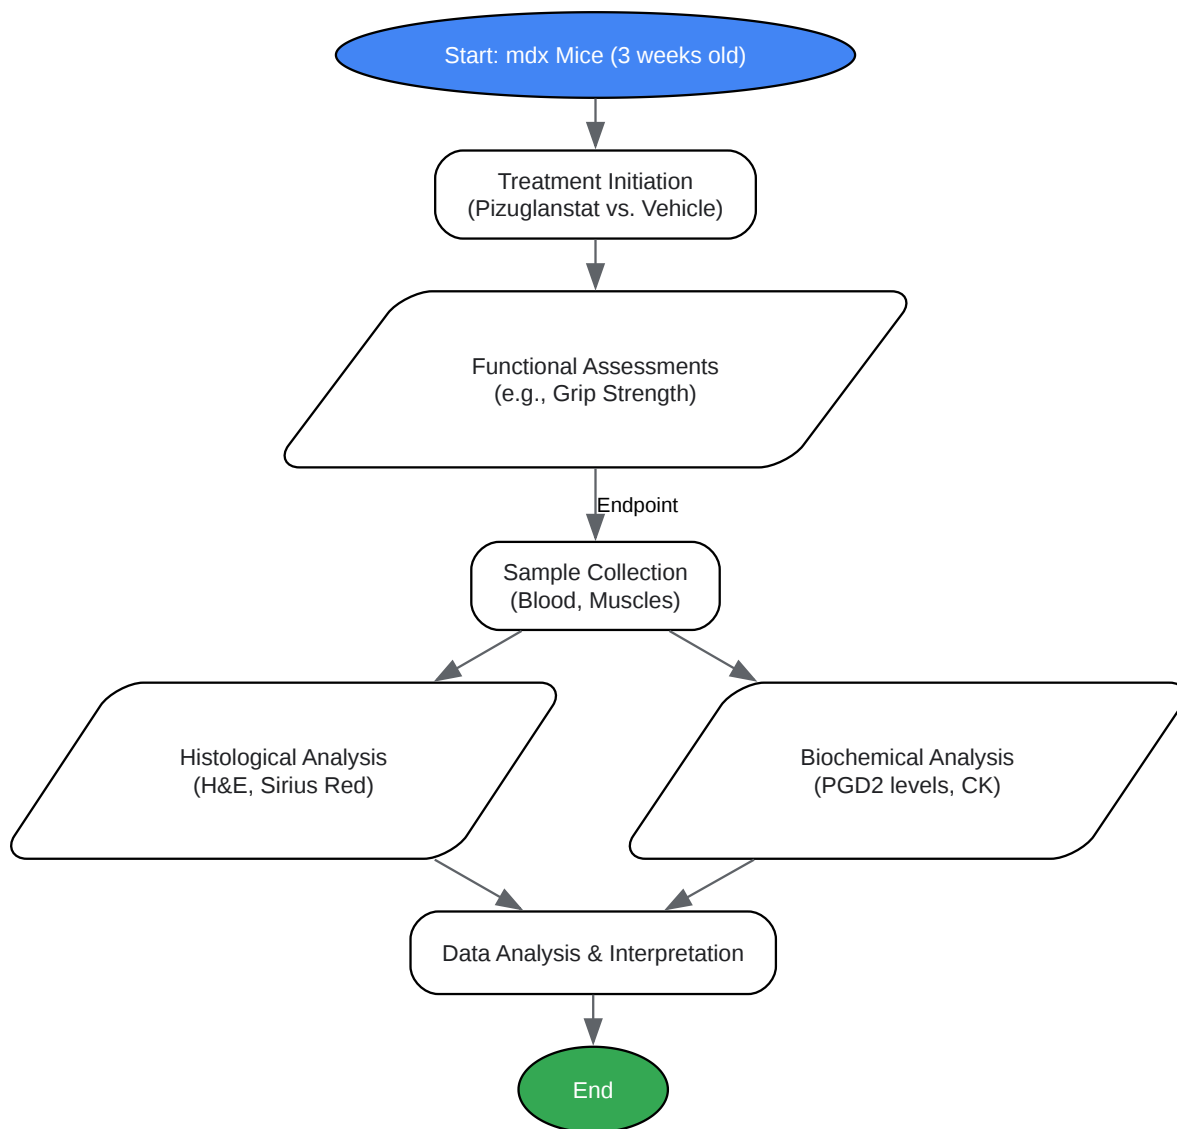 Start: mdx Mice (3 weeks old)
Treatment Initiation
(Pizuglanstat vs. Vehicle)
Functional Assessments
(e.g., Grip Strength)
Endpoint
Sample Collection
(Blood, Muscles)
Histological Analysis
(H&E, Sirius Red)
Biochemical Analysis
(PGD2 levels, CK)
Data Analysis & Interpretation
End